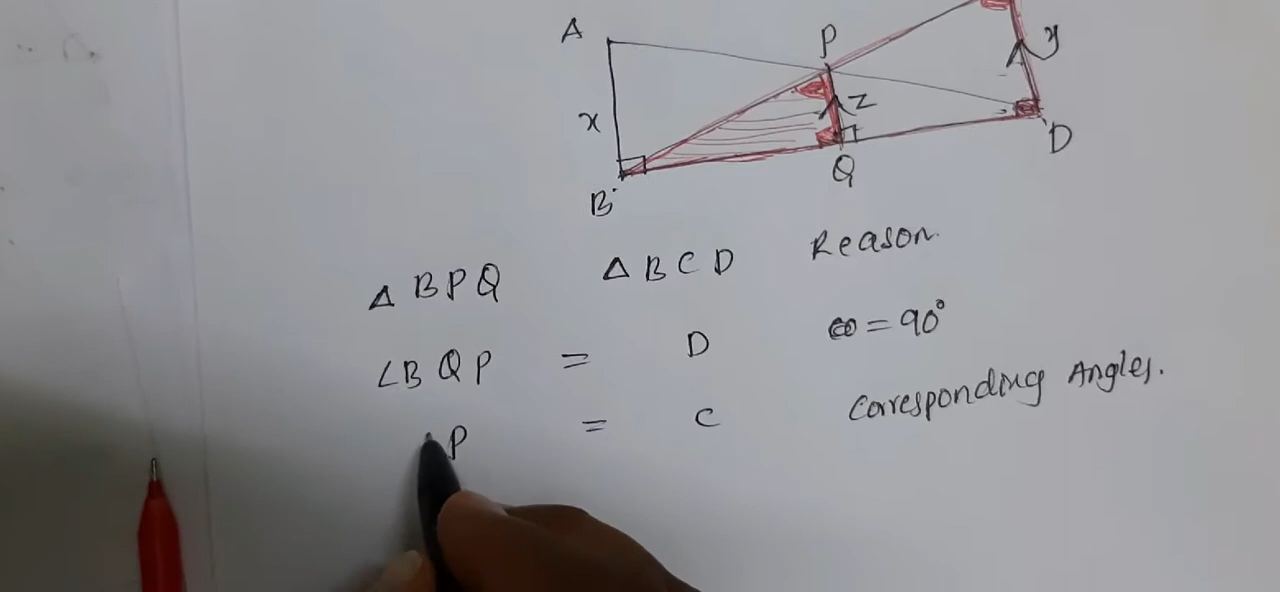 A
P
y
x
z
D
Q
B
△BPQ △BCD Reason.
∠BQP = D = 90°
P = C Corresponding Angles.